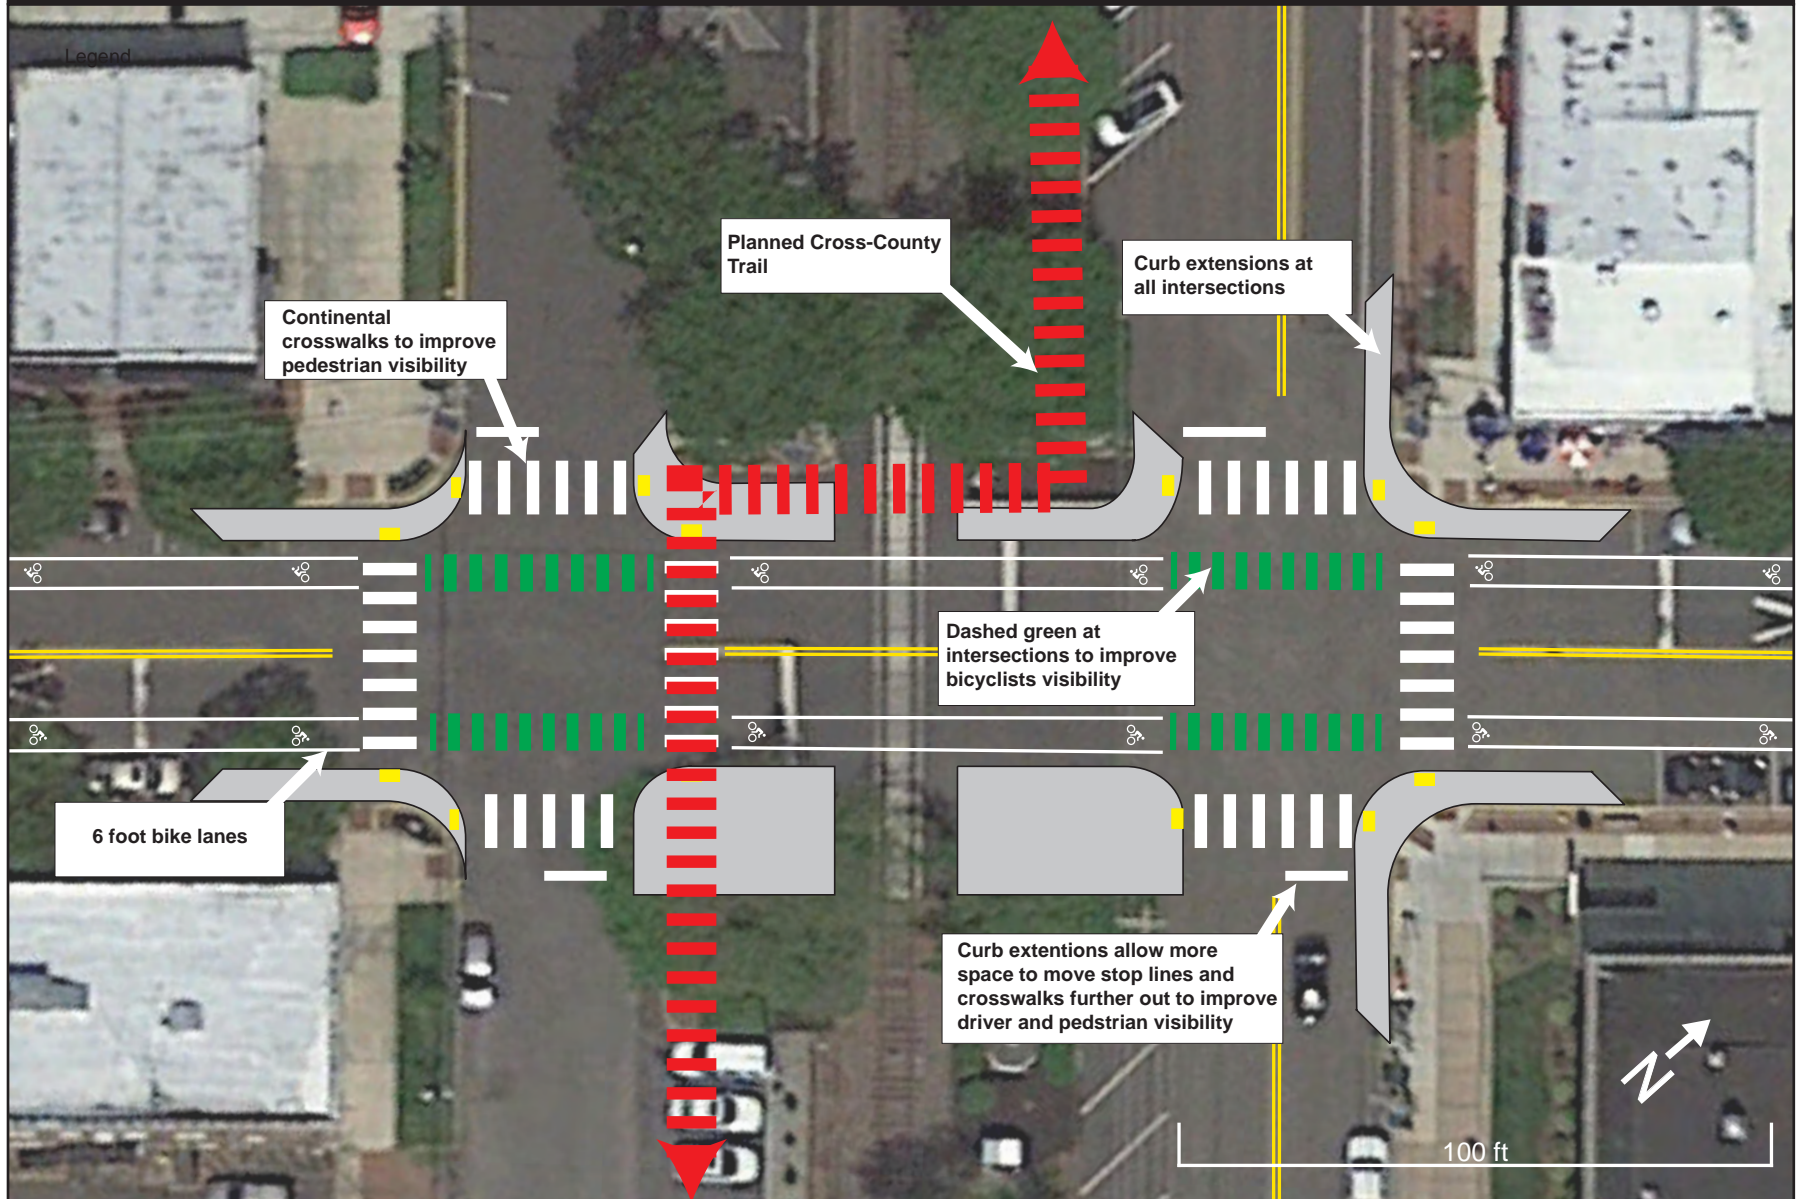 Legend
Planned Cross-County
Trail
Curb extensions at
all intersections
Continental
crosswalks to improve
pedestrian visibility
Dashed green at
intersections to improve
bicyclists visibility
6 foot bike lanes
Curb extentions allow more
space to move stop lines and
crosswalks further out to improve
driver and pedstrian visibility
N
100 ft